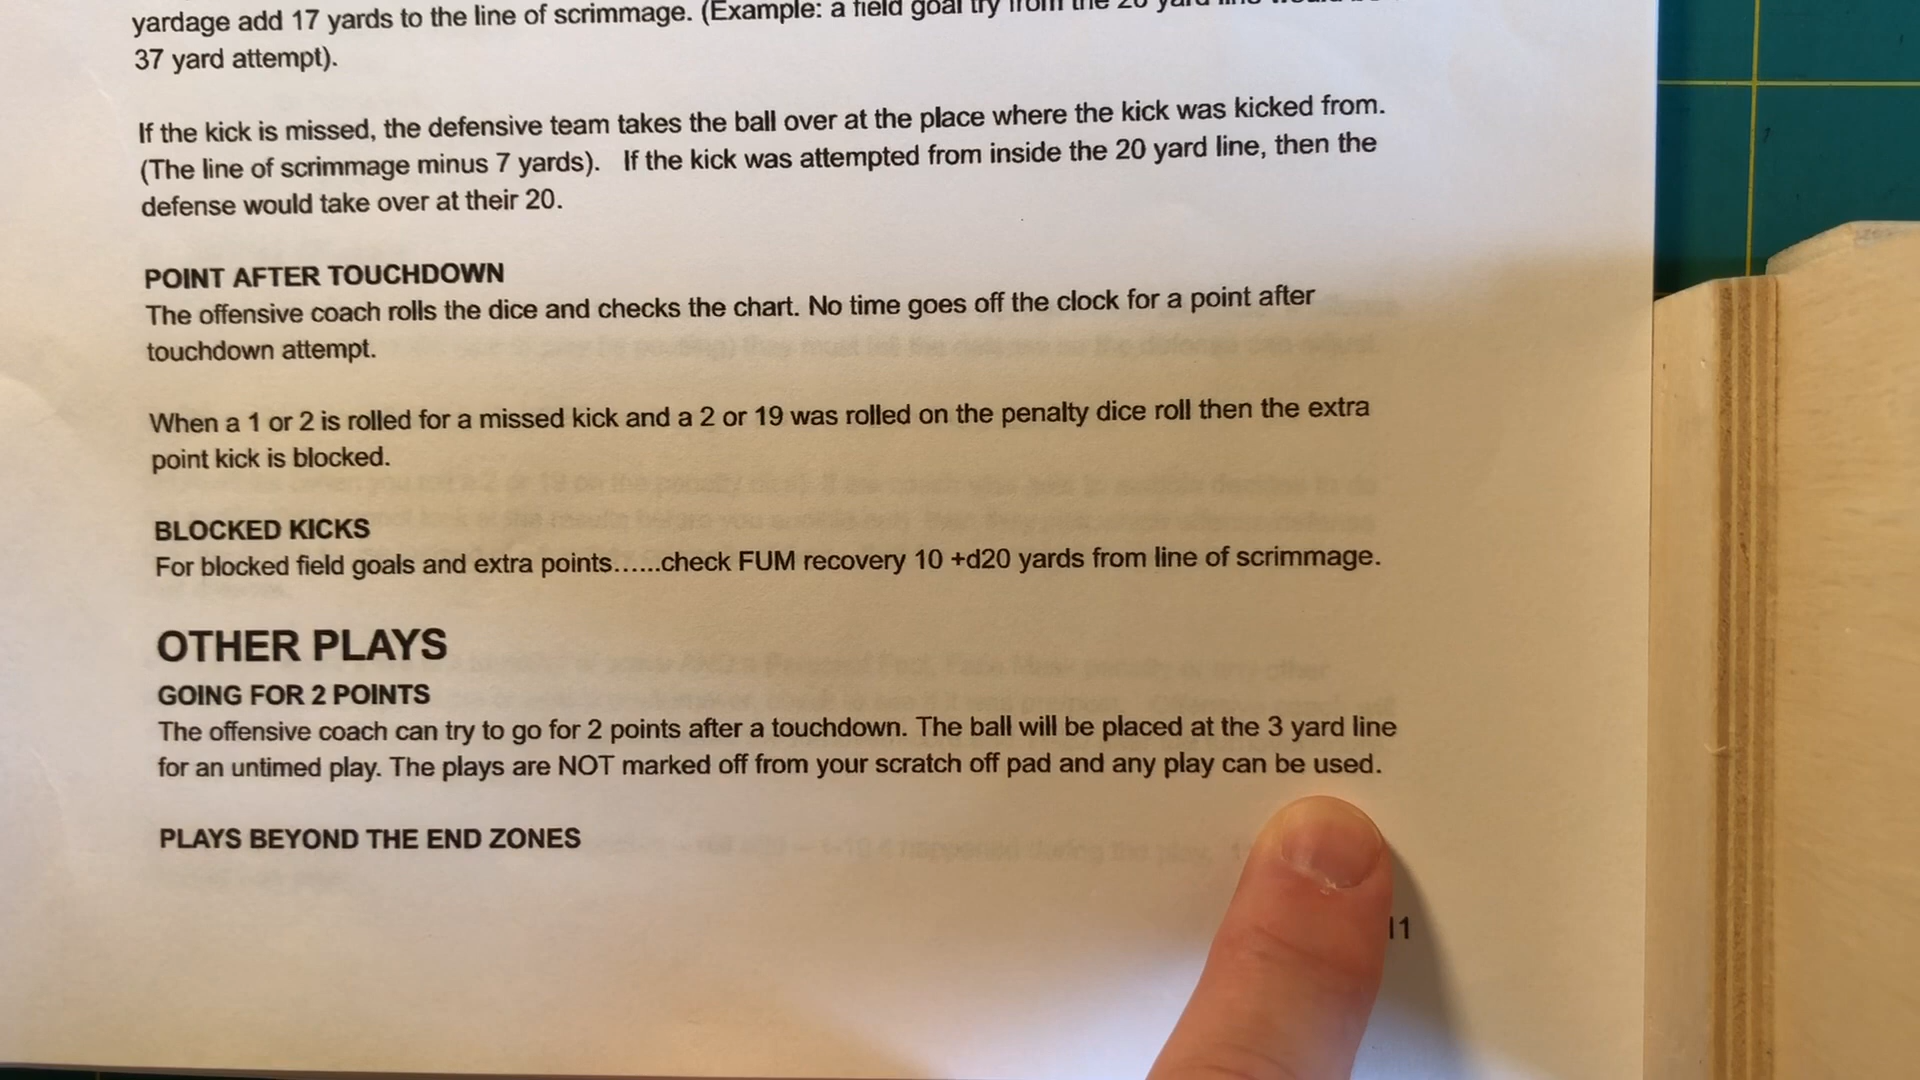 yardage add 17 yards to the line of scrimmage. (Example: a field goal try from the 20 yard line would be
37 yard attempt).
If the kick is missed, the defensive team takes the ball over at the place where the kick was kicked from.
(The line of scrimmage minus 7 yards). If the kick was attempted from inside the 20 yard line, then the
defense would take over at their 20.
POINT AFTER TOUCHDOWN
The offensive coach rolls the dice and checks the chart. No time goes off the clock for a point after
touchdown attempt.
When a 1 or 2 is rolled for a missed kick and a 2 or 19 was rolled on the penalty dice roll then the extra
point kick is blocked.
BLOCKED KICKS
For blocked field goals and extra points......check FUM recovery 10 +d20 yards from line of scrimmage.
OTHER PLAYS
GOING FOR 2 POINTS
The offensive coach can try to go for 2 points after a touchdown. The ball will be placed at the 3 yard line
for an untimed play. The plays are NOT marked off from your scratch off pad and any play can be used.
PLAYS BEYOND THE END ZONES
11